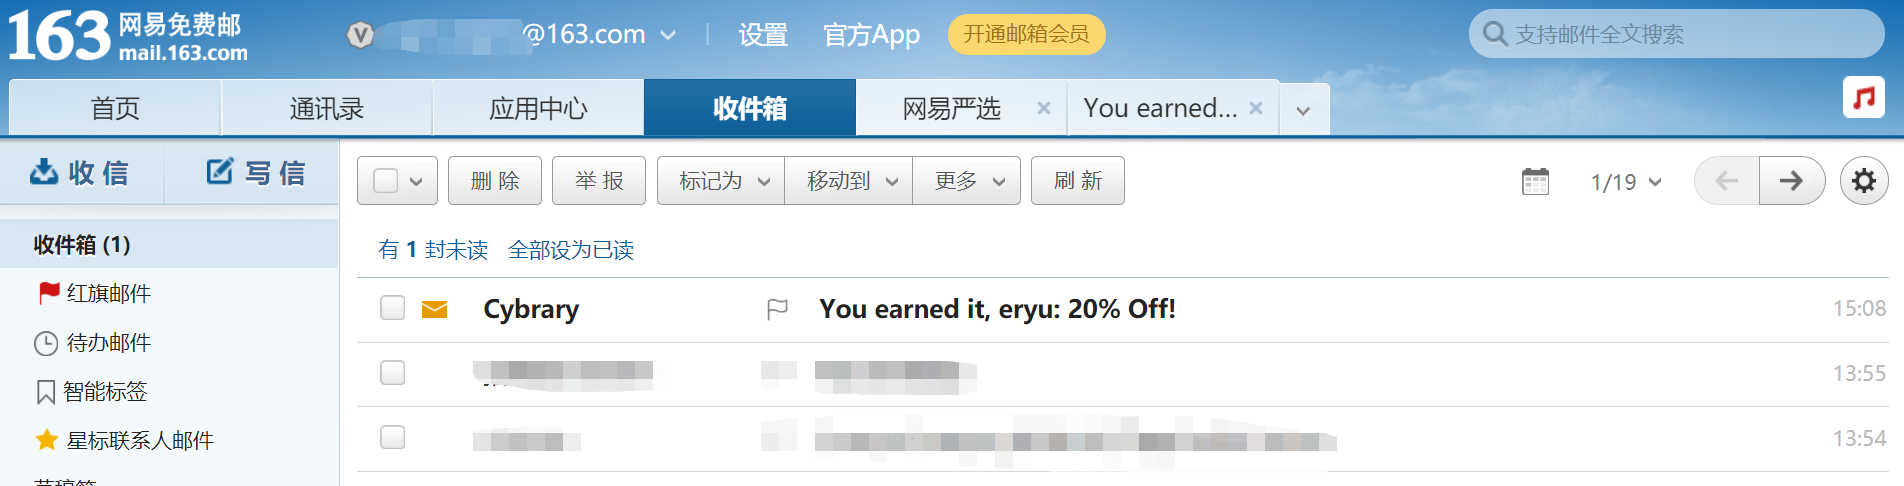 163 网易免费邮
mail.163.com
V @163.com 设置 官方App 开通邮箱会员 支持邮件全文搜索
首页 通讯录 应用中心 收件箱 网易严选 × You earned... ×
收信 写信
删 除 举 报 标记为 移动到 更多 刷 新 1/19
收件箱 (1)
有 1 封未读 全部设为已读
红旗邮件
Cybrary You earned it, eryu: 20% Off! 15:08
待办邮件
13:55
智能标签
星标联系人邮件
13:54